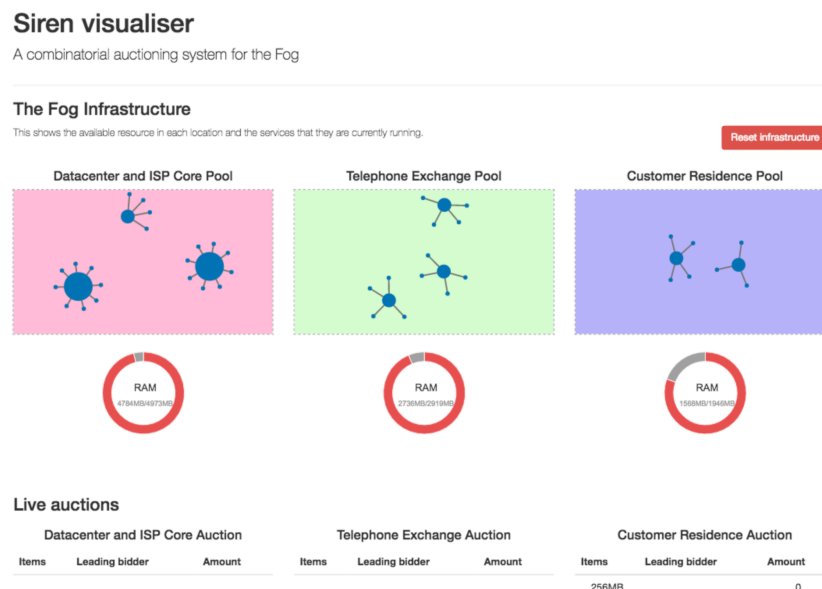 Siren visualiser
A combinatorial auctioning system for the Fog
The Fog Infrastructure
This shows the available resource in each location and the services that they are currently running.
Reset infrastructure
Datacenter and ISP Core Pool
Telephone Exchange Pool
Customer Residence Pool
RAM
4784MB/4973MB
RAM
2736MB/2919MB
RAM
1568MB/1946MB
Live auctions
Datacenter and ISP Core Auction
Telephone Exchange Auction
Customer Residence Auction
Items Leading bidder Amount
Items Leading bidder Amount
Items Leading bidder Amount
256MB 0